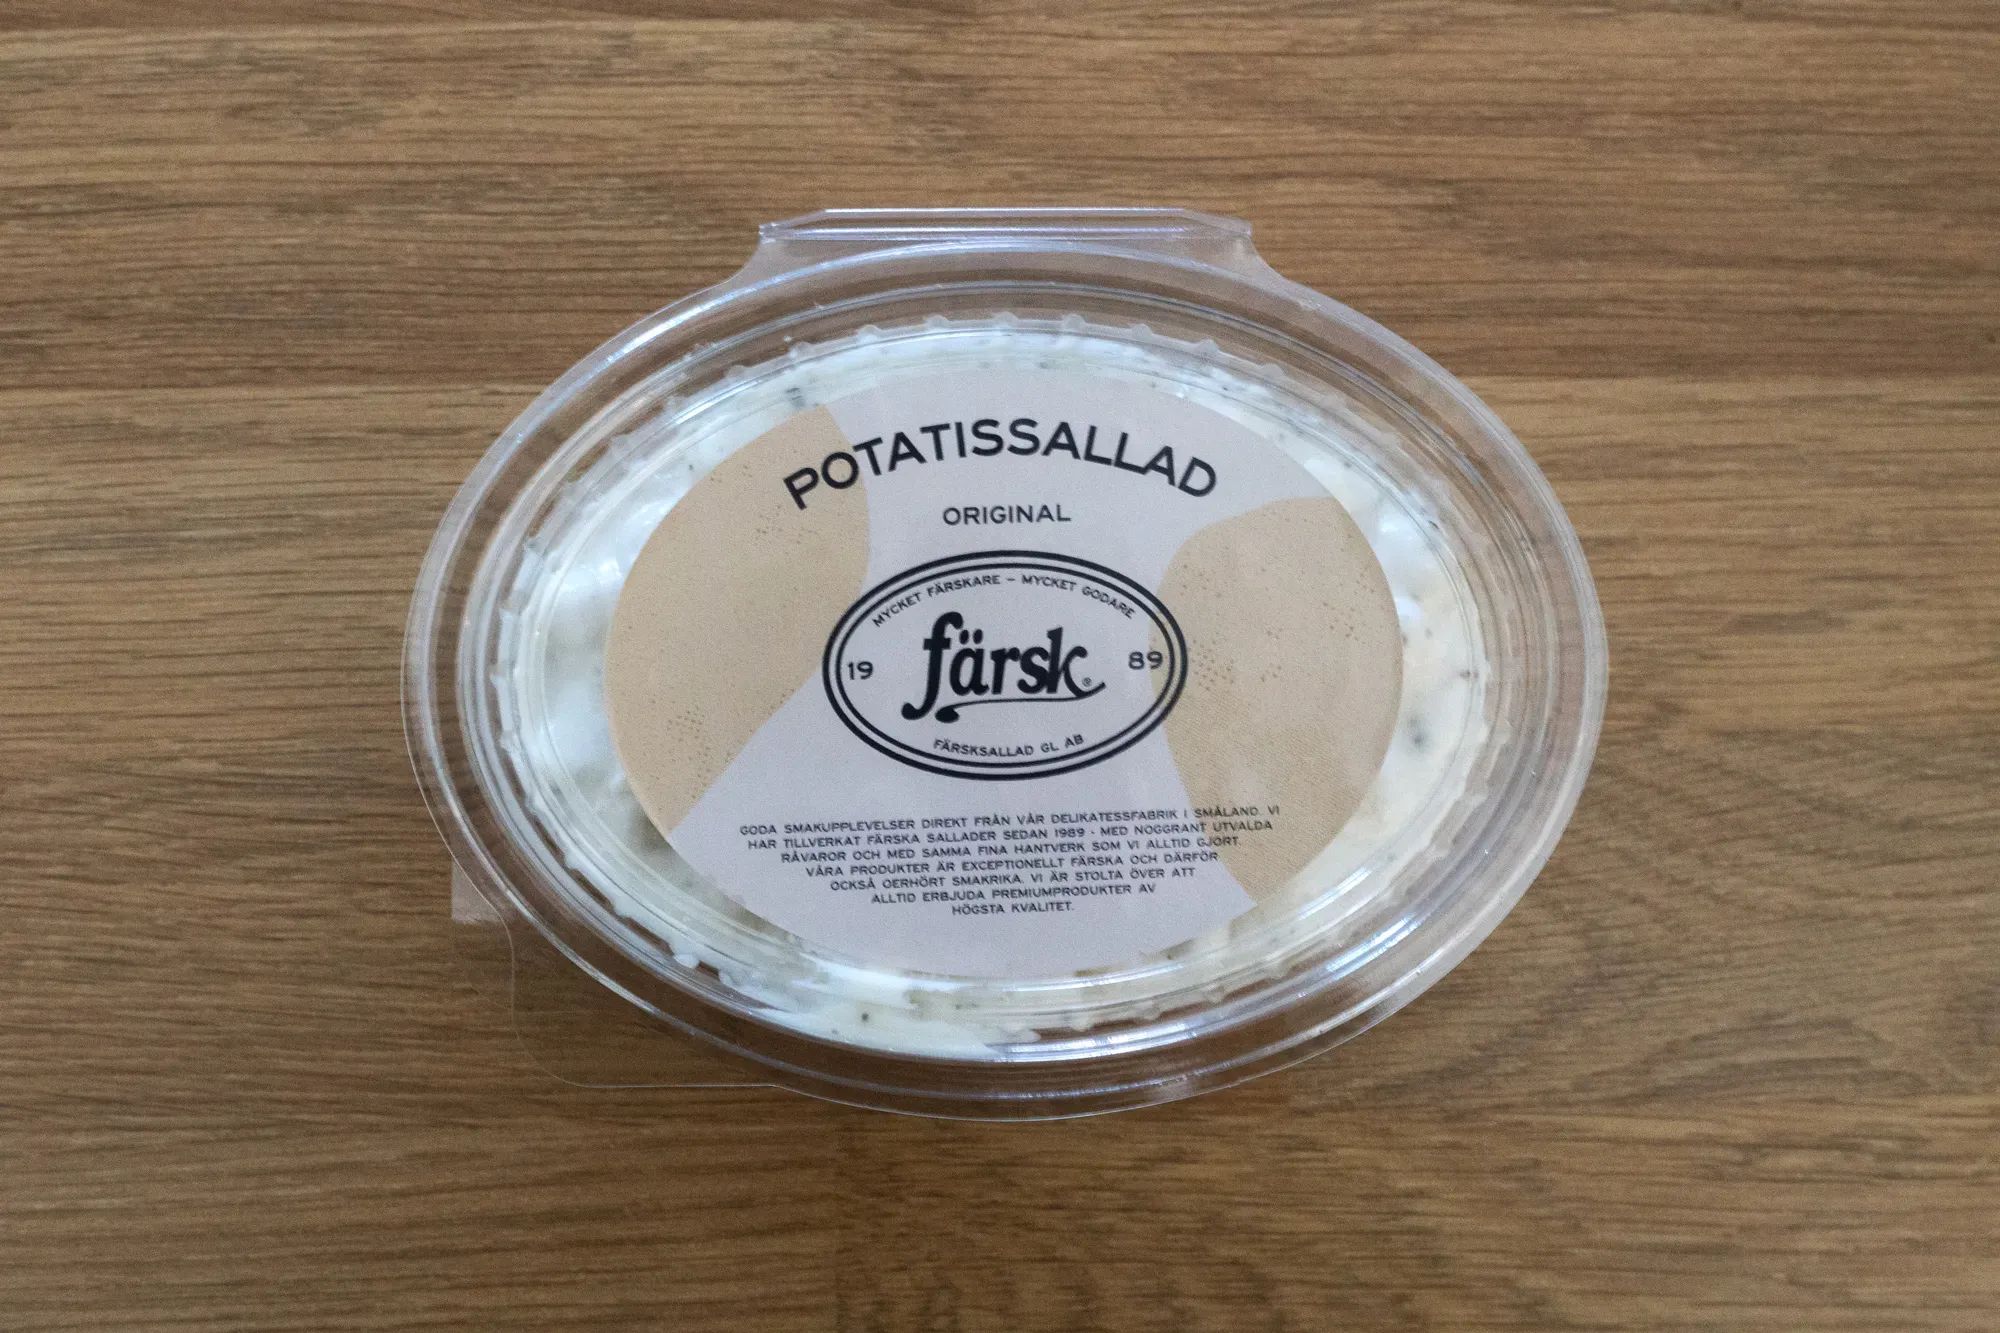 POTATISSALLAD
ORIGINAL
MYCKET FÄRSKARE – MYCKET GODARE
19 färsk® 89
FÄRSKSALLAD GL AB
GODA SMAKUPPLEVELSER DIREKT FRÅN VÅR DELIKATESSFABRIK I SMÅLAND. VI
HAR TILLVERKAT FÄRSKA SALLADER SEDAN 1989 - MED NOGGRANT UTVALDA
RÅVAROR OCH MED SAMMA FINA HANTVERK SOM VI ALLTID GJORT.
VÅRA PRODUKTER ÄR EXCEPTIONELLT FÄRSKA OCH DÄRFÖR
OCKSÅ OERHÖRT SMAKRIKA. VI ÄR STOLTA ÖVER ATT
ALLTID ERBJUDA PREMIUMPRODUKTER AV
HÖGSTA KVALITET.